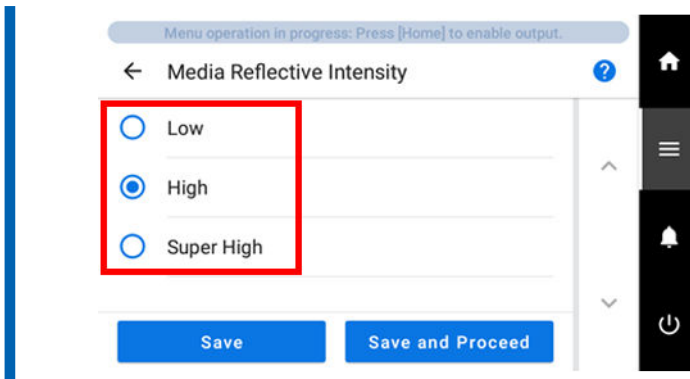 Menu operation in progress: Press [Home] to enable output.
Media Reflective Intensity
Low
High
Super High
Save
Save and Proceed